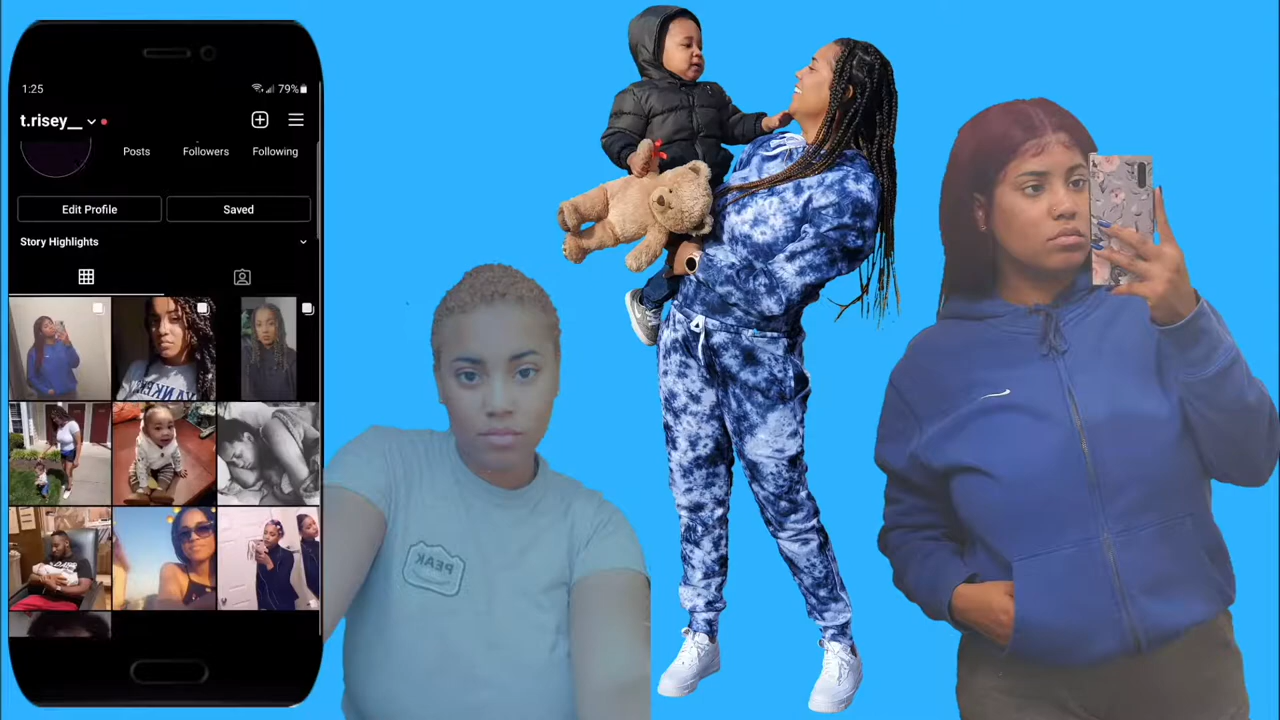 1:25
79%
t.risey__
Posts Followers Following
Edit Profile Saved
Story Highlights
PEAK